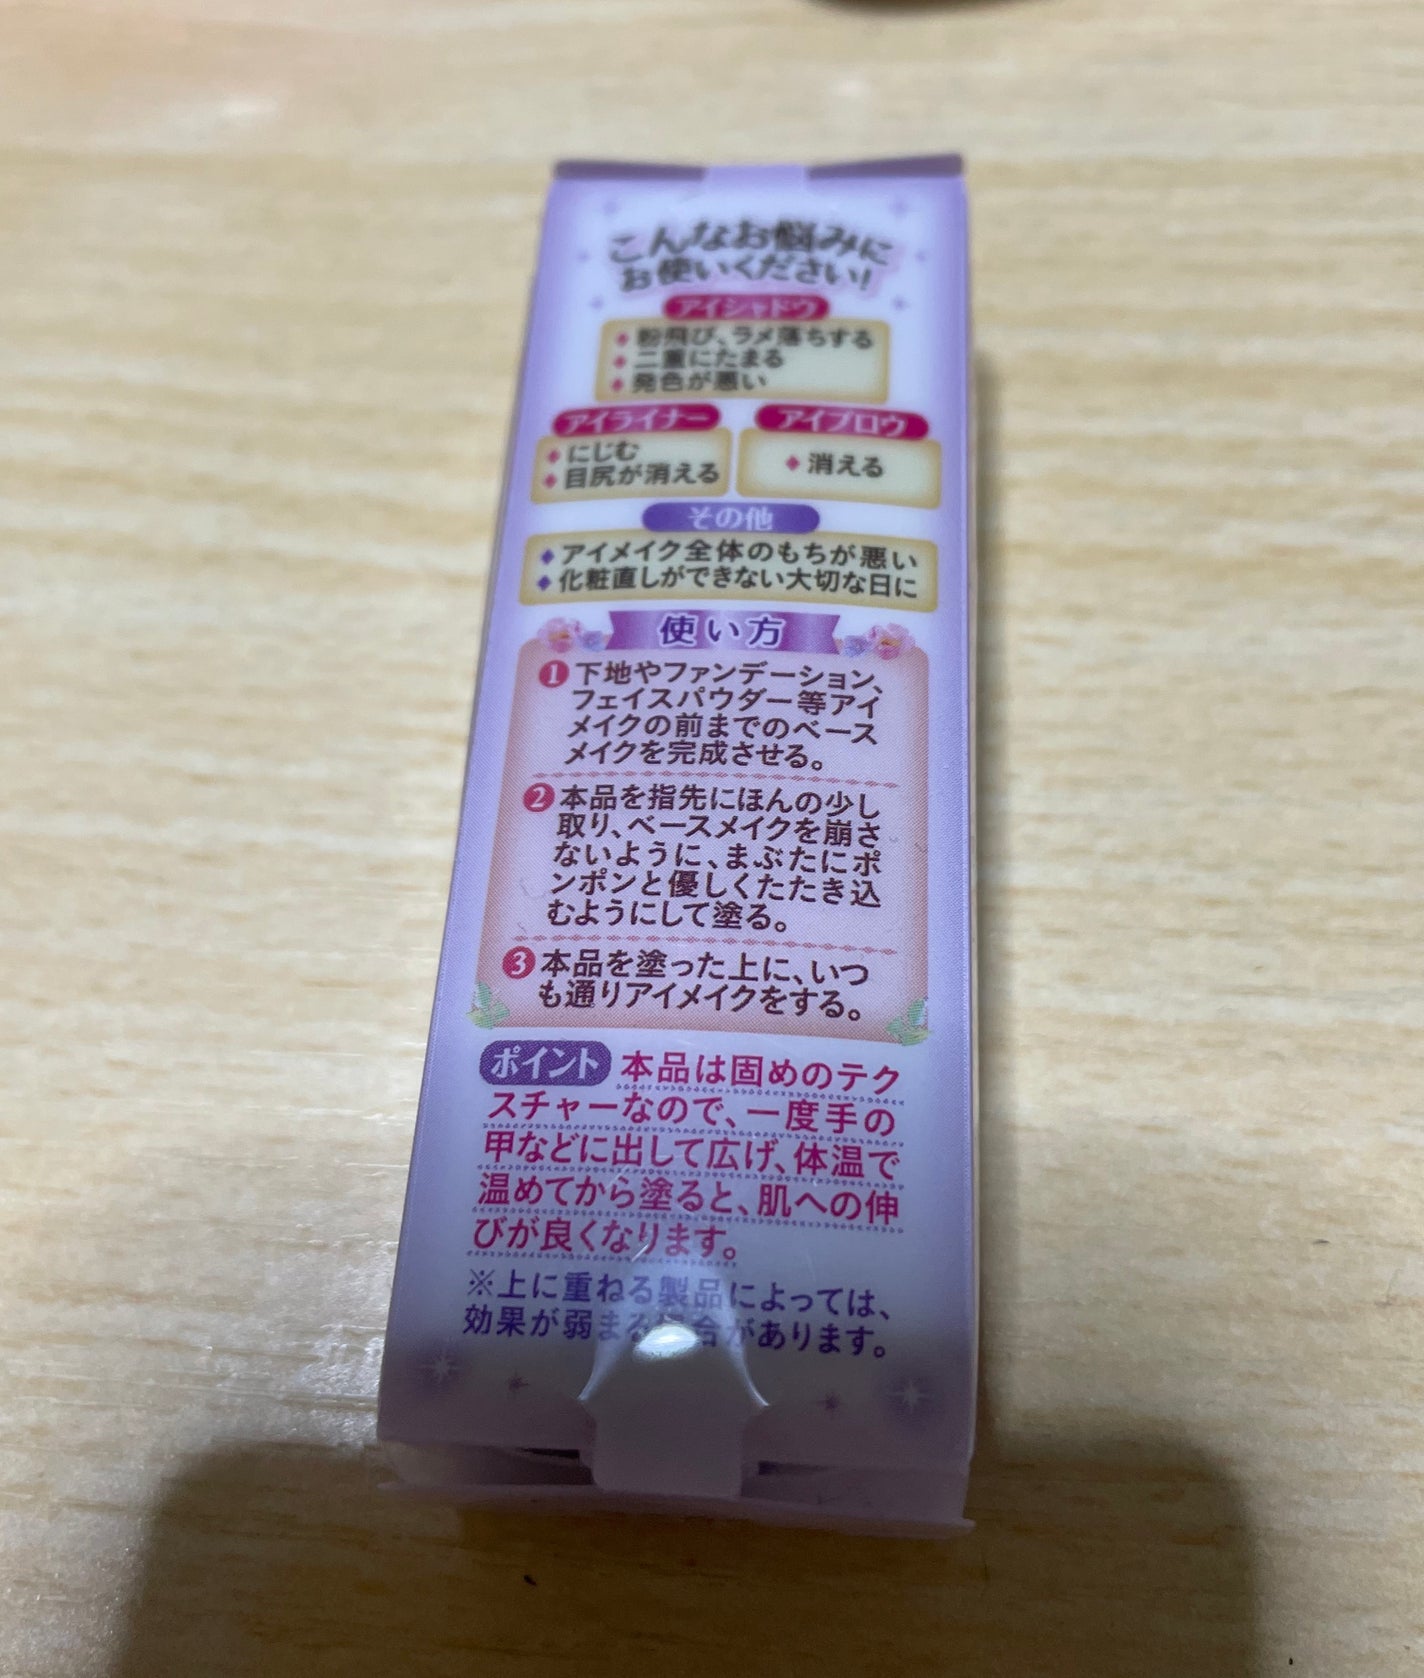 こんなお悩みに
お使いください!
アイシャドウ
◆粉飛び、ラメ落ちする
◆二重にたまる
◆発色が悪い
アイライナー
◆にじむ
◆目尻が消える
アイブロウ
◆消える
その他
◆アイメイク全体のもちが悪い
◆化粧直しができない大切な日に
使い方
❶下地やファンデーション、
フェイスパウダー等アイ
メイクの前までのベース
メイクを完成させる。
❷本品を指先にほんの少し
取り、ベースメイクを崩さ
ないように、まぶたにポ
ンポンと優しくたたき込
むようにして塗る。
❸本品を塗った上に、いつ
も通りアイメイクをする。
ポイント 本品は固めのテク
スチャーなので、一度手の
甲などに出して広げ、体温で
温めてから塗ると、肌への伸
びが良くなります。
※上に重ねる製品によっては、
効果が弱まる場合があります。